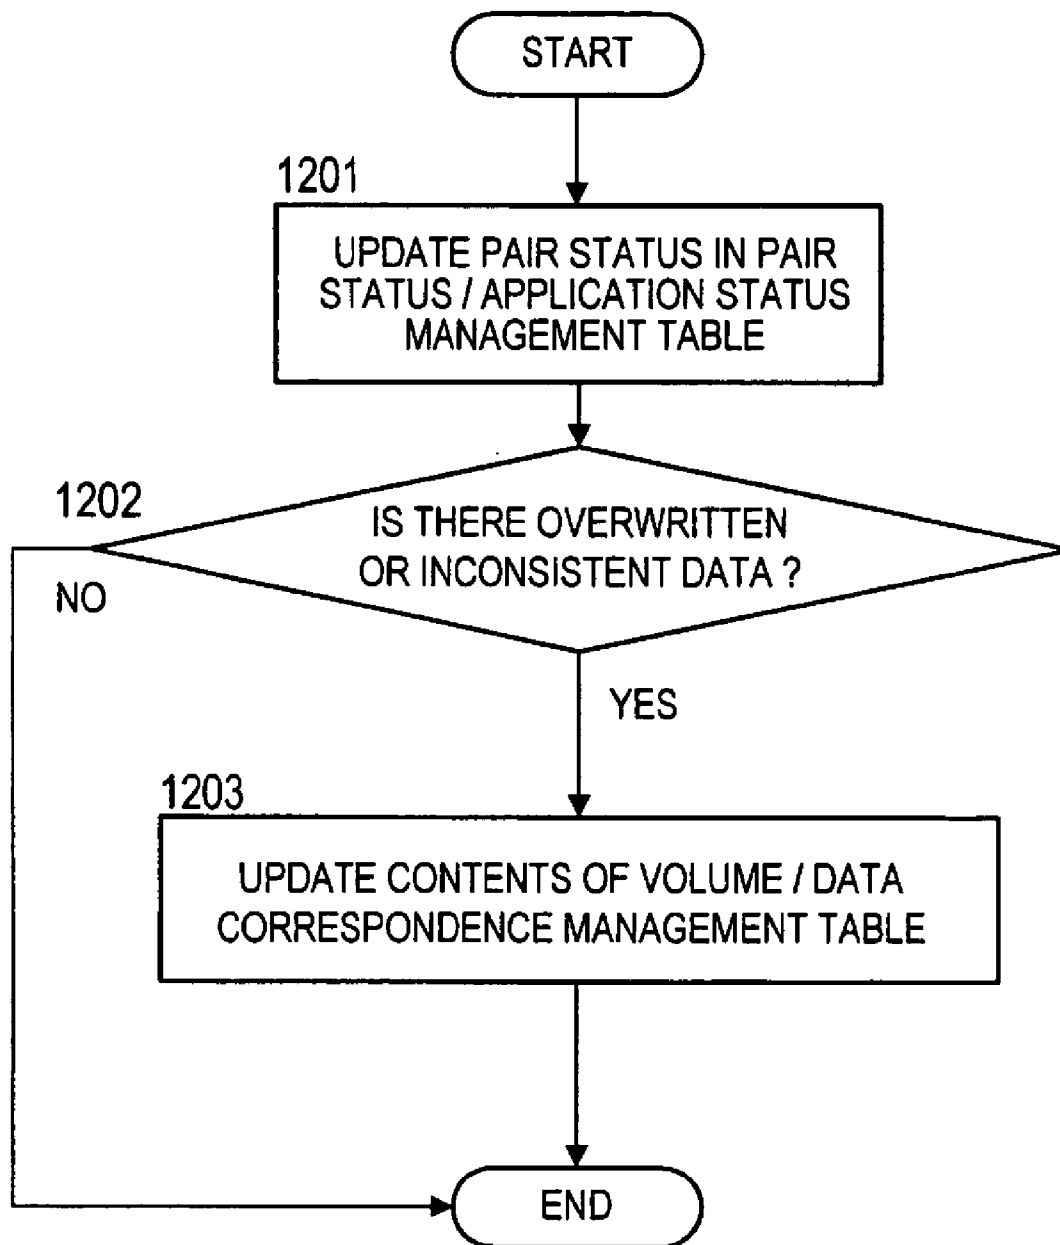 START
1201
UPDATE PAIR STATUS IN PAIR
STATUS / APPLICATION STATUS
MANAGEMENT TABLE
1202
IS THERE OVERWRITTEN
OR INCONSISTENT DATA ?
NO
YES
1203
UPDATE CONTENTS OF VOLUME / DATA
CORRESPONDENCE MANAGEMENT TABLE
END